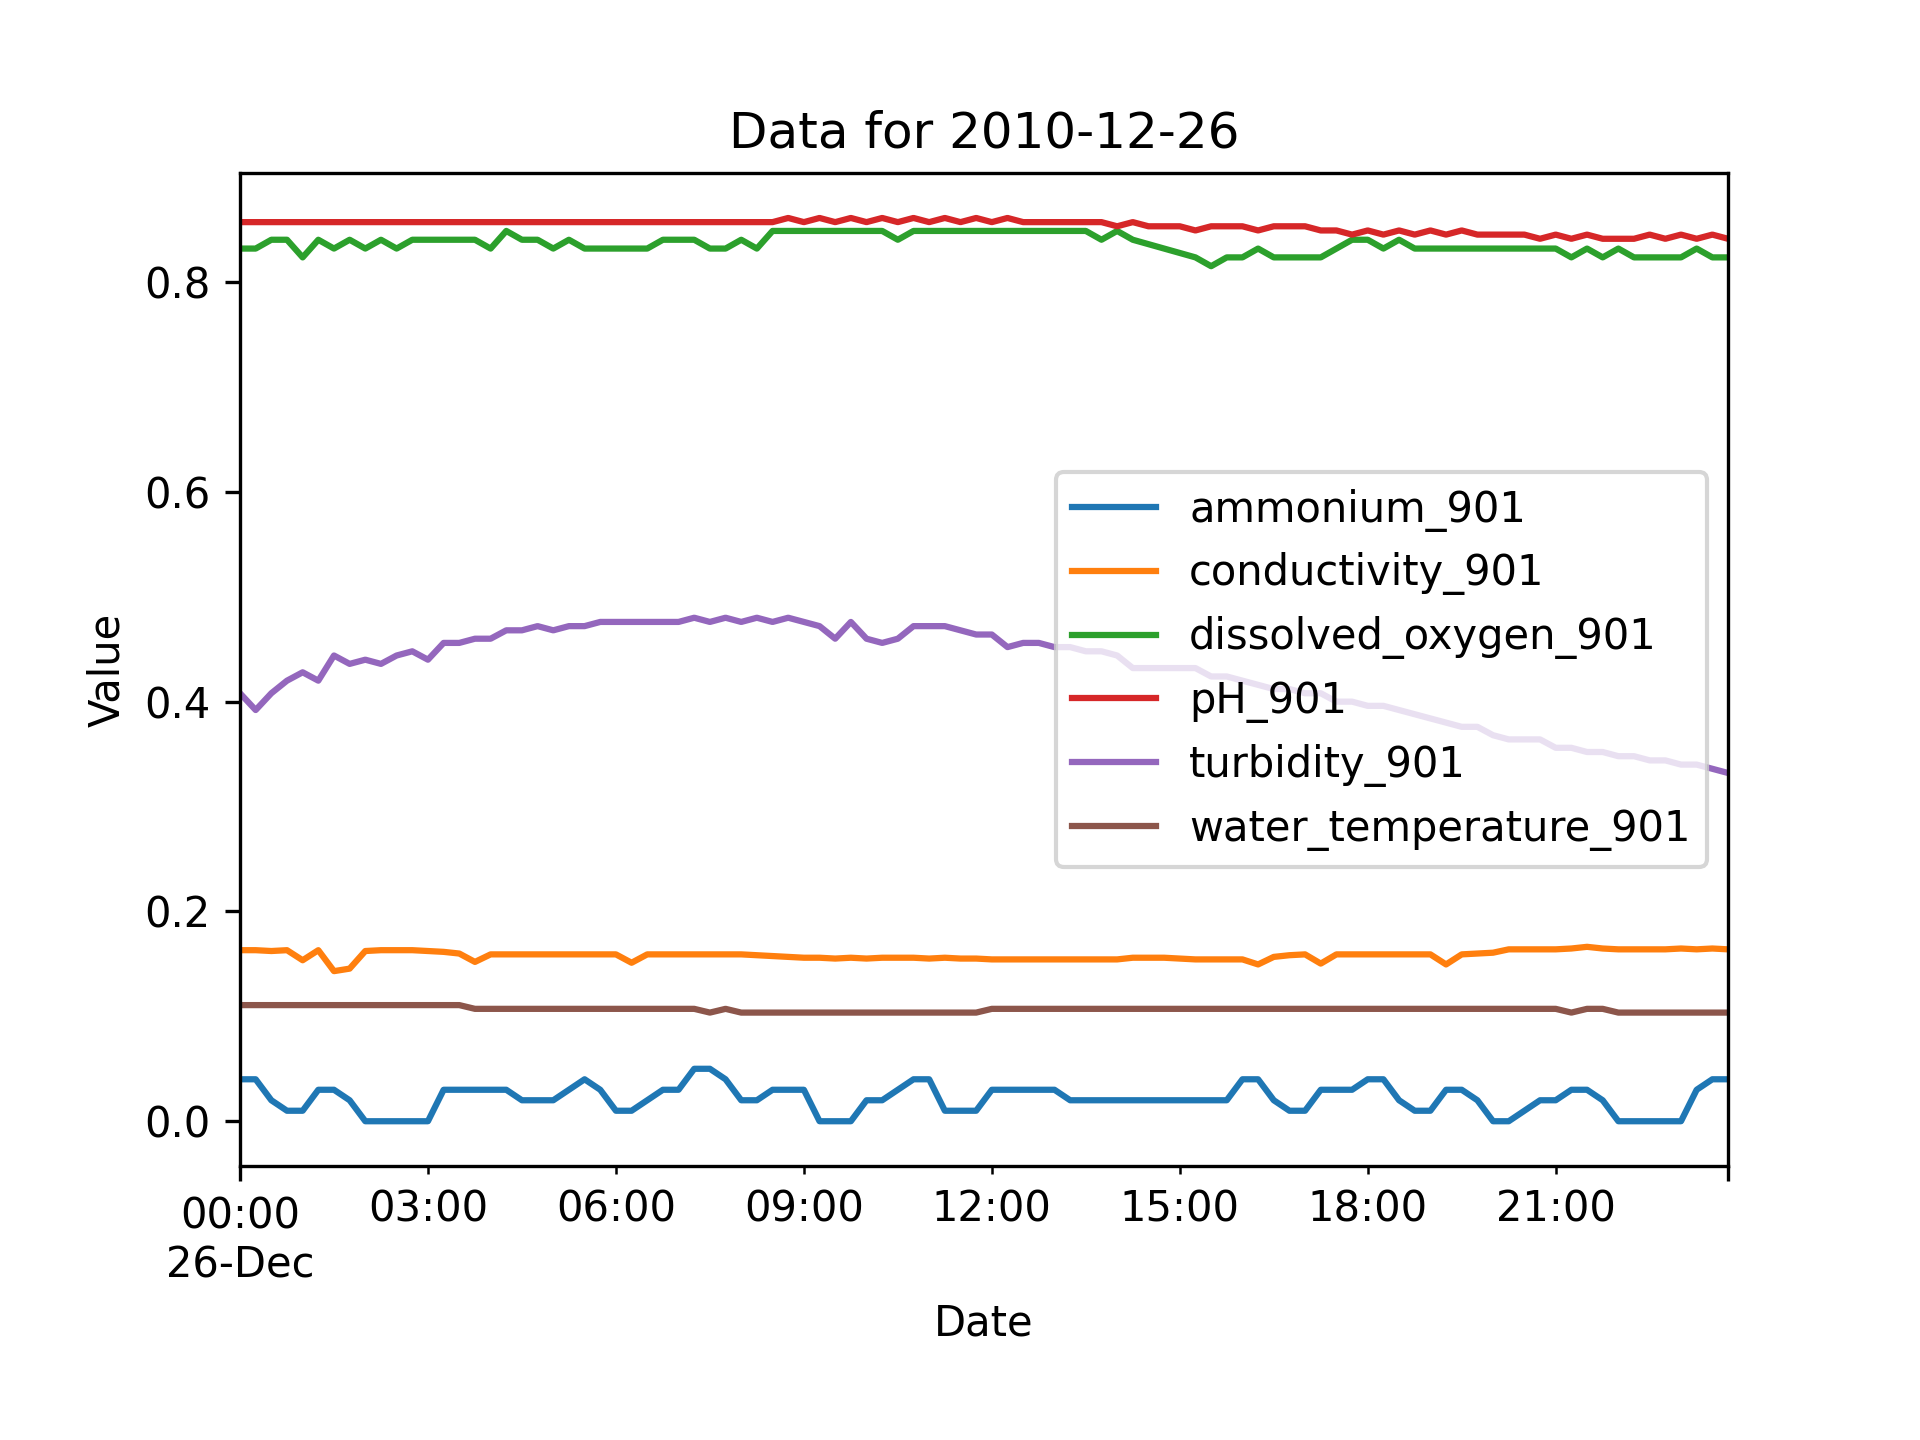 Data for 2010-12-26
Value
0.8
0.6
0.4
0.2
0.0
ammonium_901
conductivity_901
dissolved_oxygen_901
pH_901
turbidity_901
water_temperature_901
00:00 03:00 06:00 09:00 12:00 15:00 18:00 21:00
26-Dec
Date